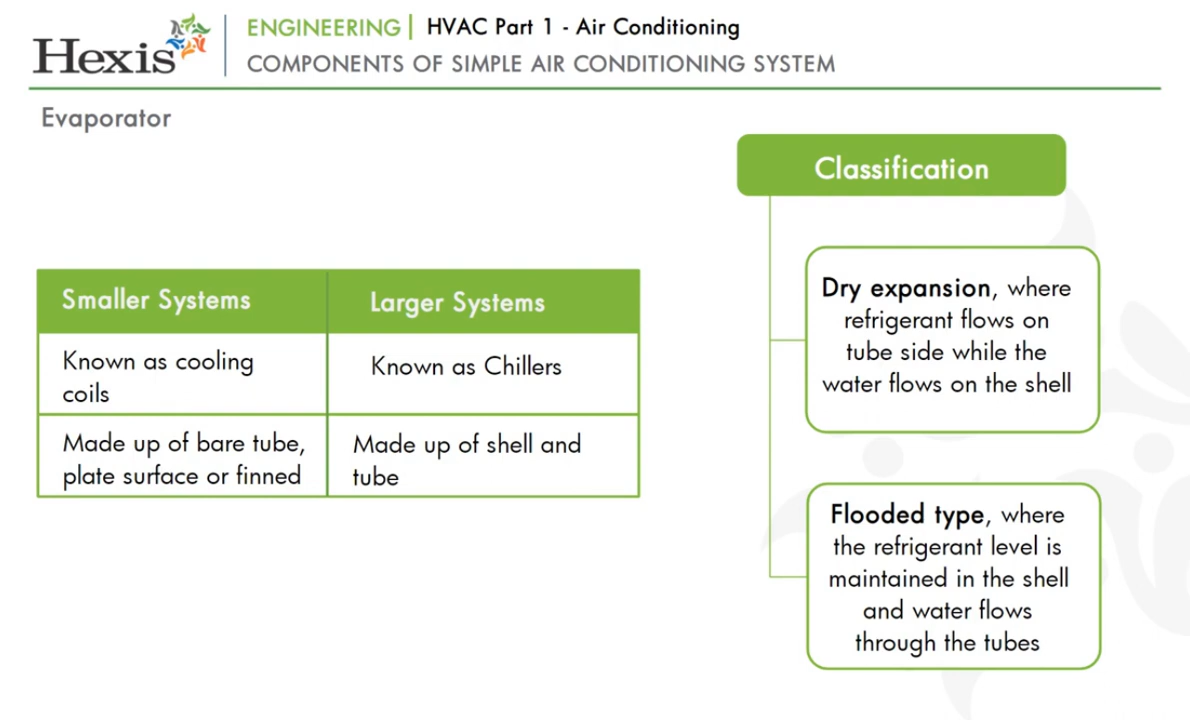 Hexis
ENGINEERING | HVAC Part 1 - Air Conditioning
COMPONENTS OF SIMPLE AIR CONDITIONING SYSTEM
Evaporator
Smaller Systems
Larger Systems
Known as cooling
coils
Known as Chillers
Made up of bare tube,
plate surface or finned
Made up of shell and
tube
Classification
Dry expansion, where
refrigerant flows on
tube side while the
water flows on the shell
Flooded type, where
the refrigerant level is
maintained in the shell
and water flows
through the tubes